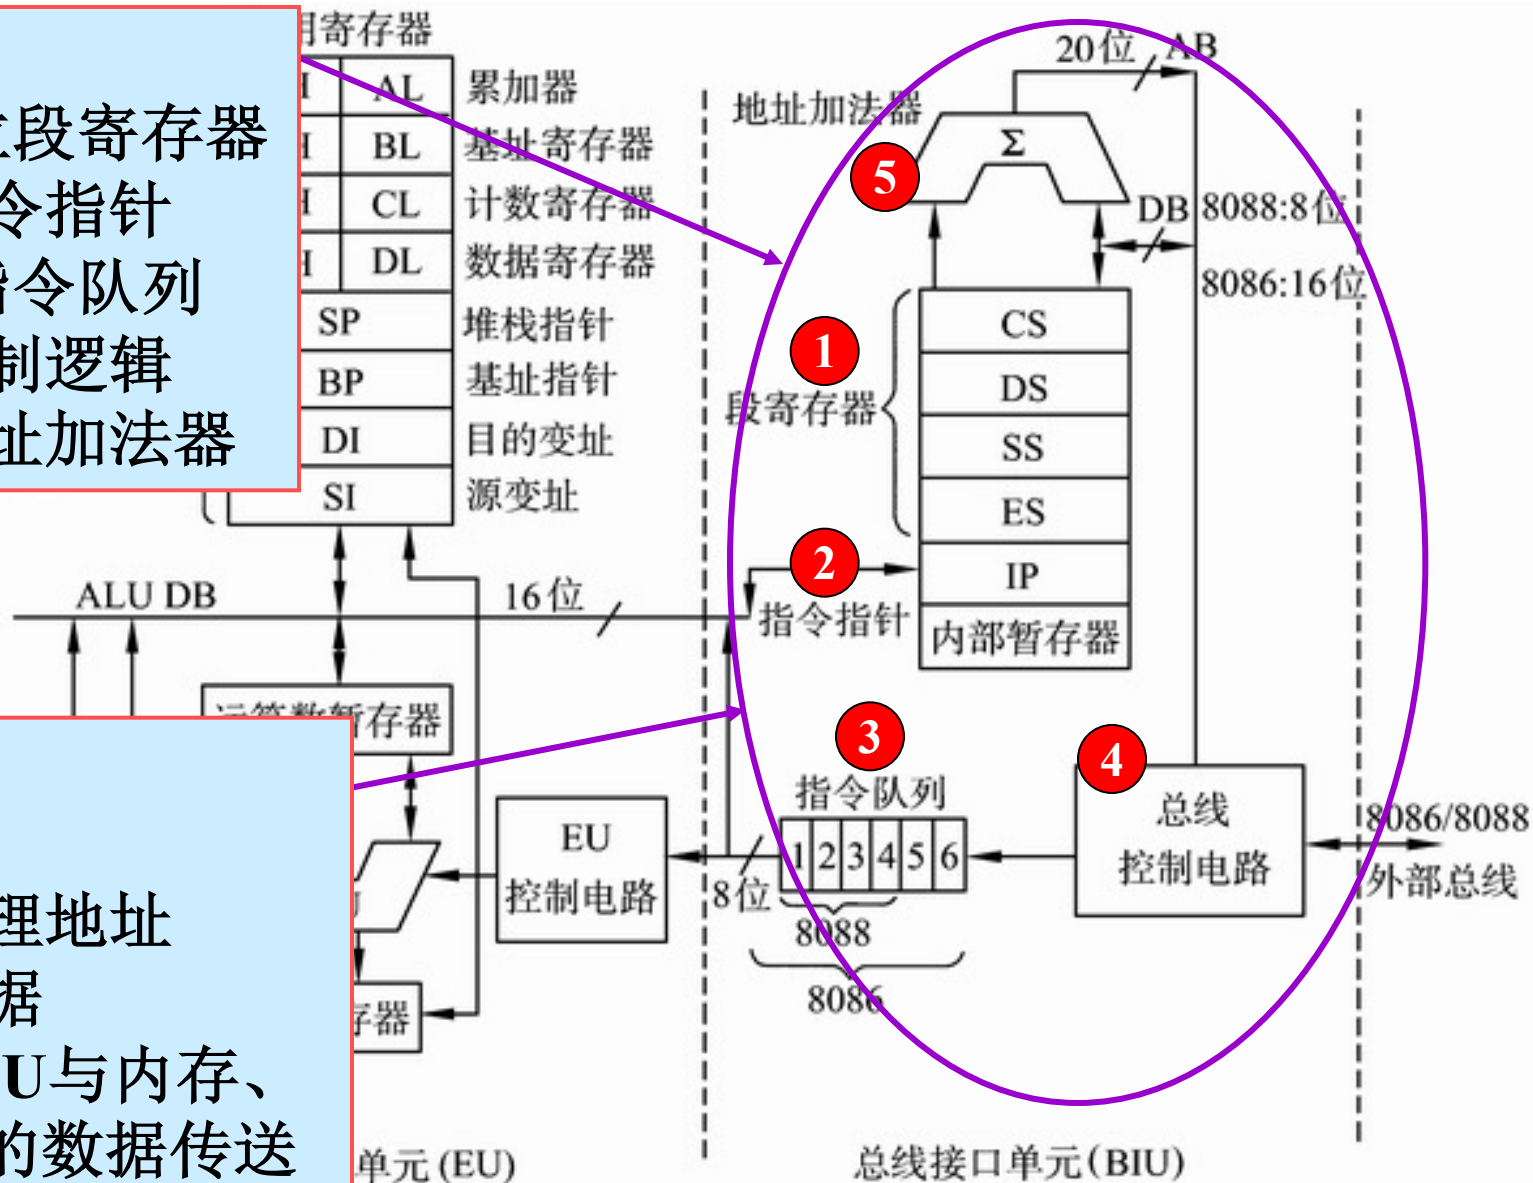 段寄存器
令指针
指令队列
制逻辑
址加法器
理地址
据
U与内存、
的数据传送
寄存器
AL
累加器
BL
基址寄存器
CL
计数寄存器
DL
数据寄存器
SP
堆栈指针
BP
基址指针
DI
目的变址
SI
源变址
ALU DB
16位
运算数暂存器
EU
控制电路
存器
单元(EU)
20位
AB
地址加法器
Σ
5
DB
8088:8位
8086:16位
1
段寄存器
CS
DS
SS
ES
2
IP
指令指针
内部暂存器
3
指令队列
1 2 3 4 5 6
8位
8088
8086
4
总线
控制电路
8086/8088
外部总线
总线接口单元(BIU)